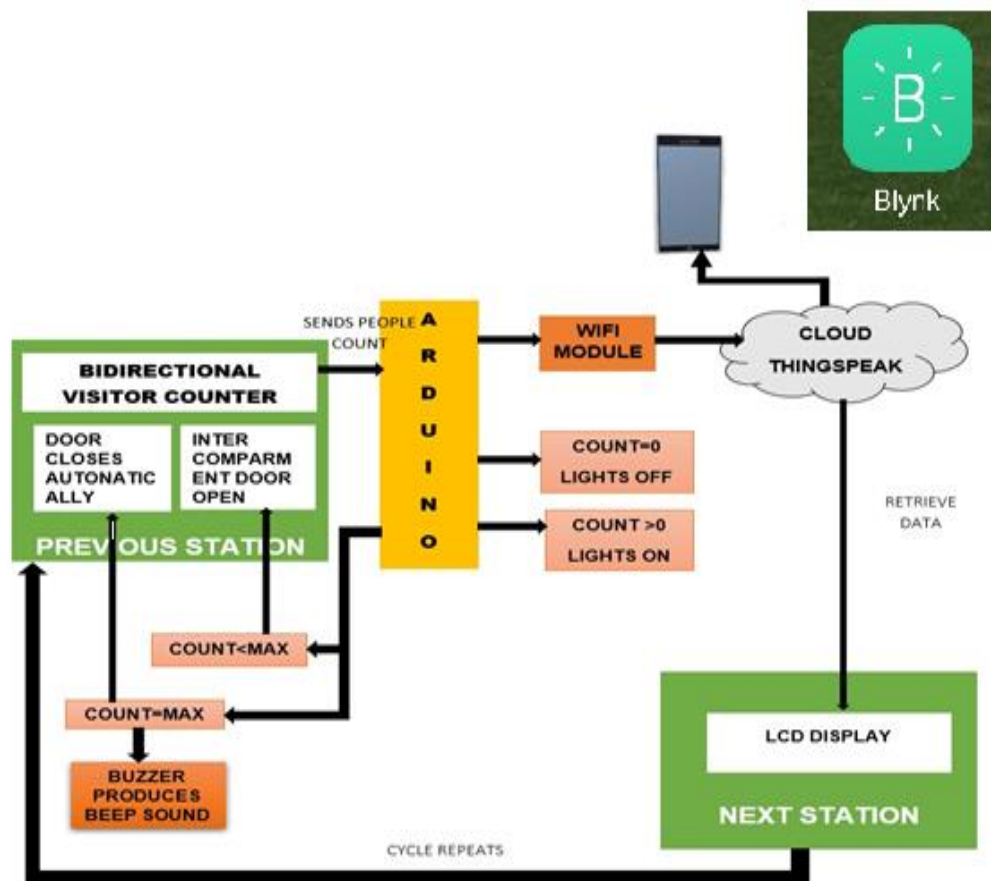 B
Blynk
SENDS PEOPLE
COUNT
BIDIRECTIONAL
VISITOR COUNTER
DOOR
CLOSES
AUTONATIC
ALLY
INTER
COMPARM
ENT DOOR
OPEN
PREVIOUS STATION
A
R
D
U
I
N
O
WIFI
MODULE
CLOUD
THINGSPEAK
COUNT=0
LIGHTS OFF
COUNT >0
LIGHTS ON
RETRIEVE
DATA
COUNT<MAX
COUNT=MAX
BUZZER
PRODUCES
BEEP SOUND
LCD DISPLAY
NEXT STATION
CYCLE REPEATS